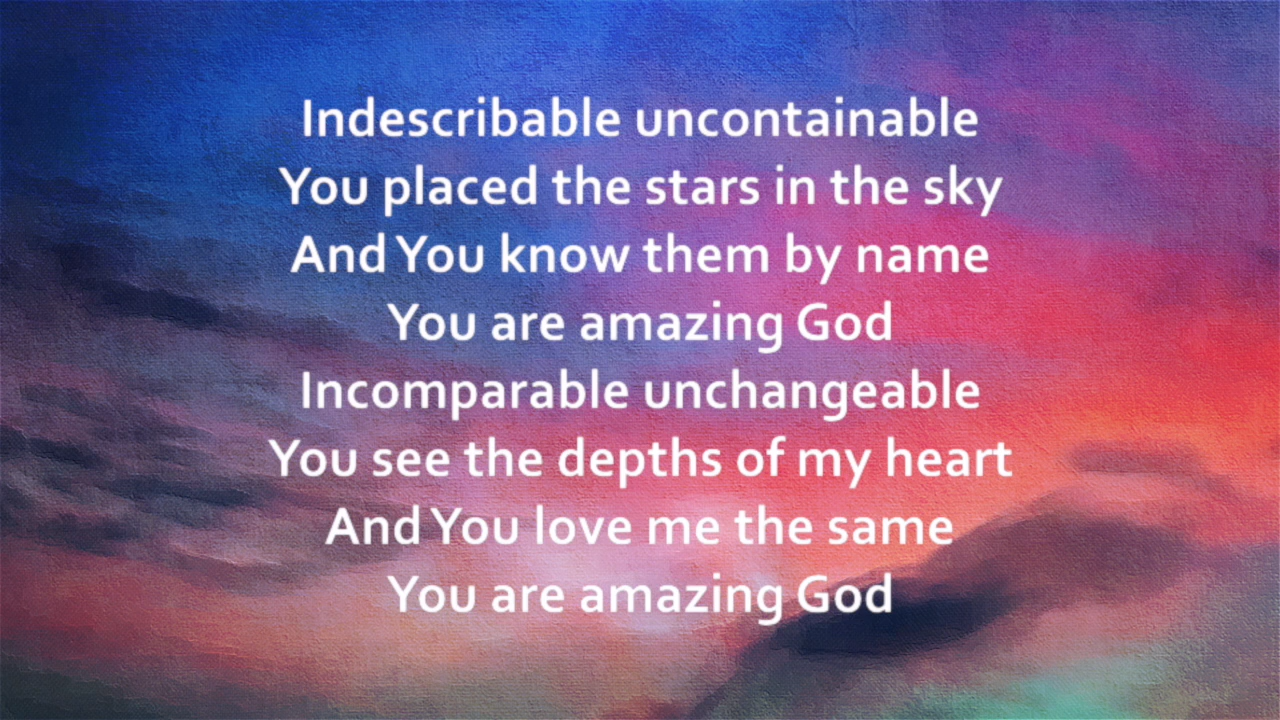 Indescribable uncontainable
You placed the stars in the sky
And You know them by name
You are amazing God
Incomparable unchangeable
You see the depths of my heart
And You love me the same
You are amazing God